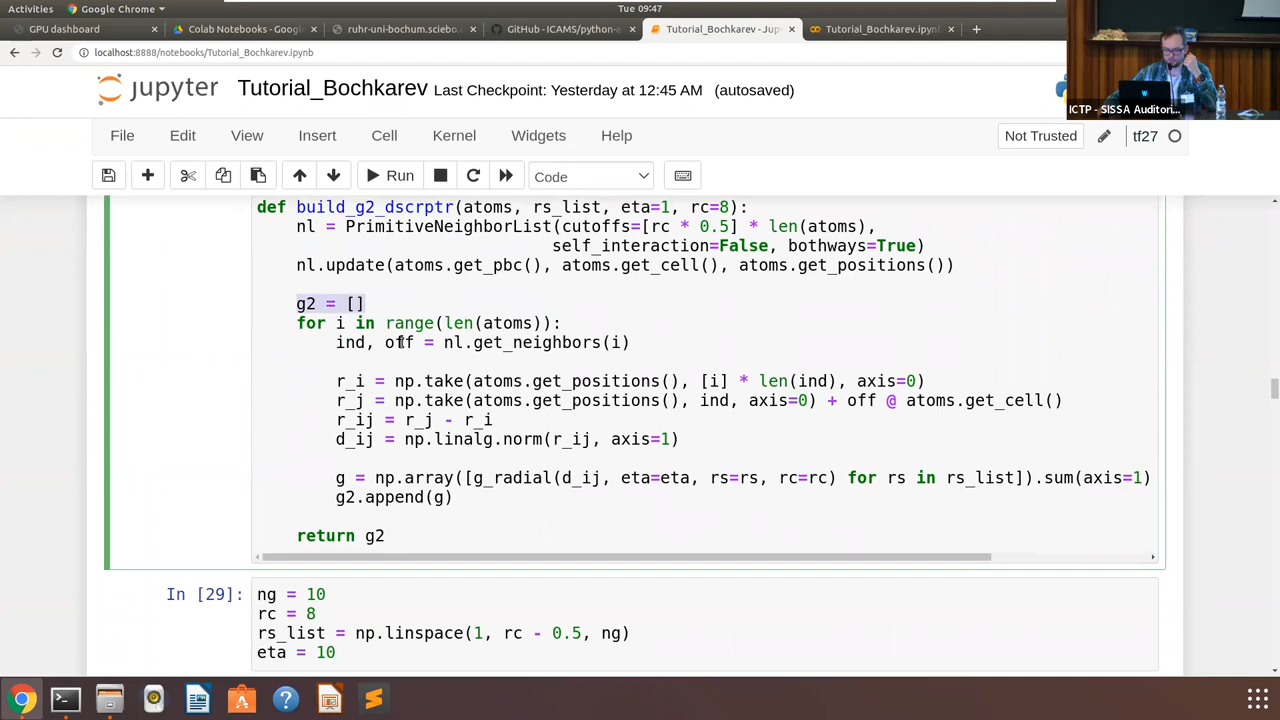 Activities
Google Chrome
Tue 09:47
GPU dashboard
Colab Notebooks - Google
ruhr-uni-bochum.sciebo
GitHub - ICAMS/python-a
Tutorial_Bochkarev - Jup
Tutorial_Bochkarev.ipynb
localhost:8888/notebooks/Tutorial_Bochkarev.ipynb
ICTP - SISSA Auditori...
jupyter Tutorial_Bochkarev Last Checkpoint: Yesterday at 12:45 AM (autosaved)
File Edit View Insert Cell Kernel Widgets Help
Not Trusted
tf27
Run
Code
def build_g2_dscrptr(atoms, rs_list, eta=1, rc=8):
nl = PrimitiveNeighborList(cutoffs=[rc * 0.5] * len(atoms),
self_interaction=False, bothways=True)
nl.update(atoms.get_pbc(), atoms.get_cell(), atoms.get_positions())
g2 = []
for i in range(len(atoms)):
ind, off = nl.get_neighbors(i)
r_i = np.take(atoms.get_positions(), [i] * len(ind), axis=0)
r_j = np.take(atoms.get_positions(), ind, axis=0) + off @ atoms.get_cell()
r_ij = r_j - r_i
d_ij = np.linalg.norm(r_ij, axis=1)
g = np.array([g_radial(d_ij, eta=eta, rs=rs, rc=rc) for rs in rs_list]).sum(axis=1)
g2.append(g)
return g2
In [29]:
ng = 10
rc = 8
rs_list = np.linspace(1, rc - 0.5, ng)
eta = 10